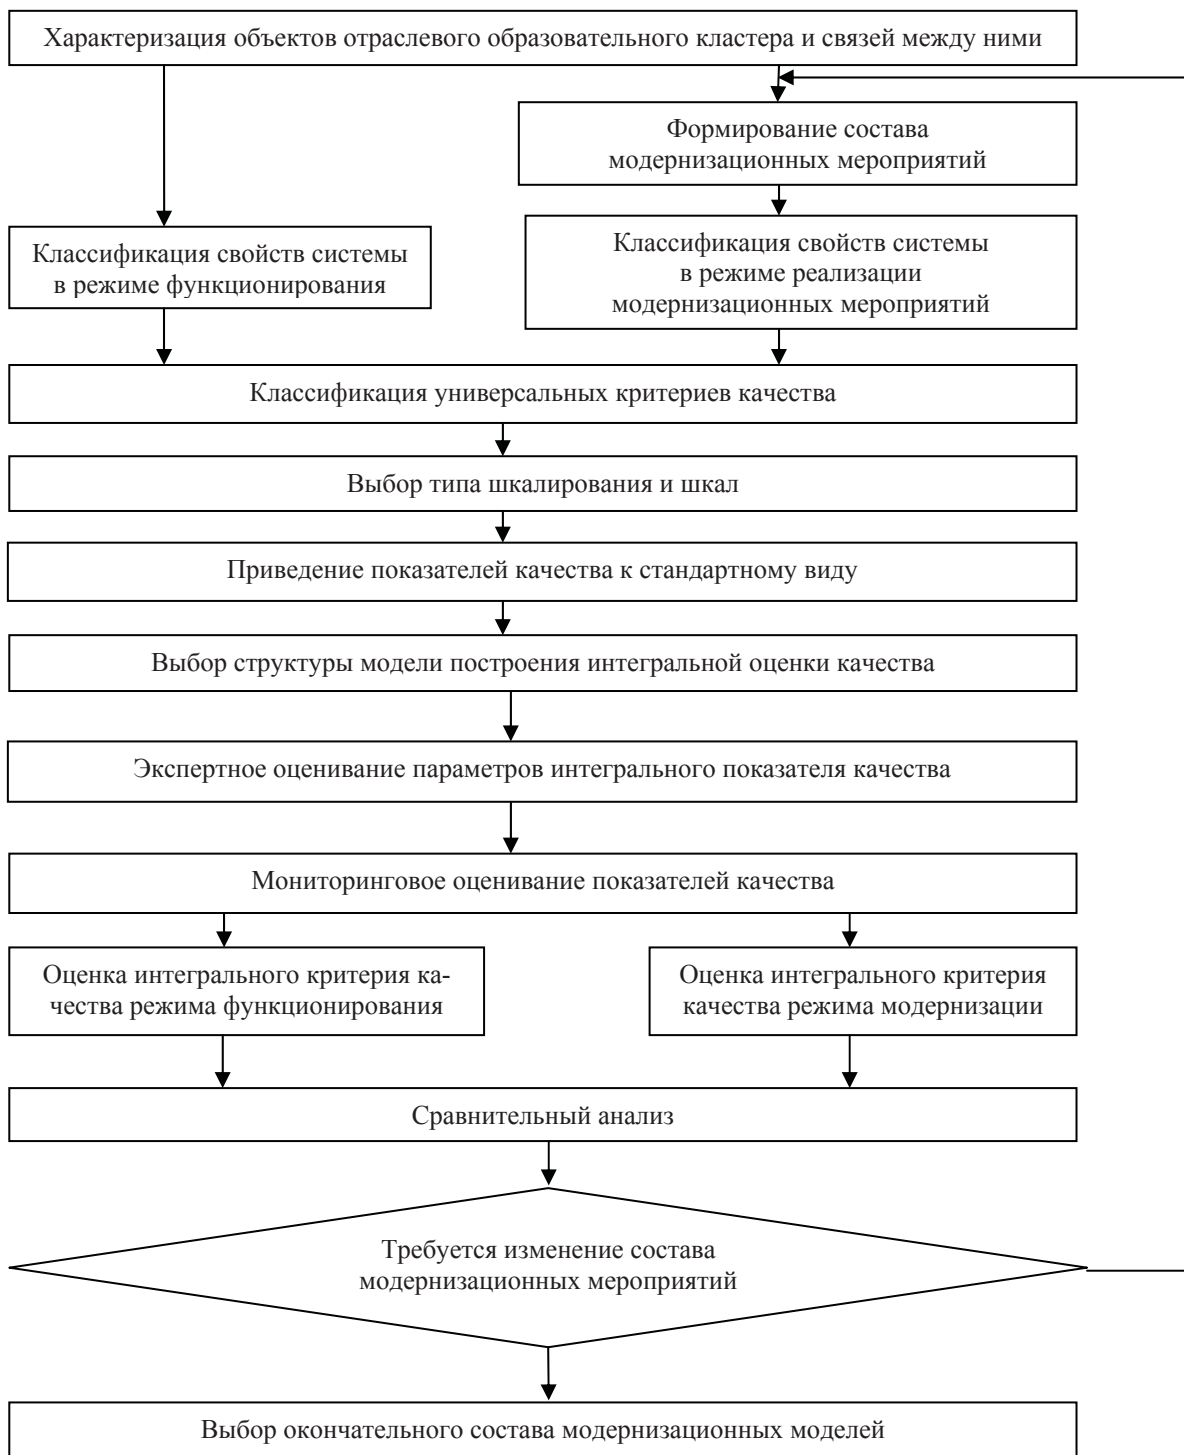 Характеризация объектов отраслевого образовательного кластера и связей между ними
Формирование состава
модернизационных мероприятий
Классификация свойств системы
в режиме функционирования
Классификация свойств системы
в режиме реализации
модернизационных мероприятий
Классификация универсальных критериев качества
Выбор типа шкалирования и шкал
Приведение показателей качества к стандартному виду
Выбор структуры модели построения интегральной оценки качества
Экспертное оценивание параметров интегрального показателя качества
Мониторинговое оценивание показателей качества
Оценка интегрального критерия ка-
чества режима функционирования
Оценка интегрального критерия
качества режима модернизации
Сравнительный анализ
Требуется изменение состава
модернизационных мероприятий
Выбор окончательного состава модернизационных моделей